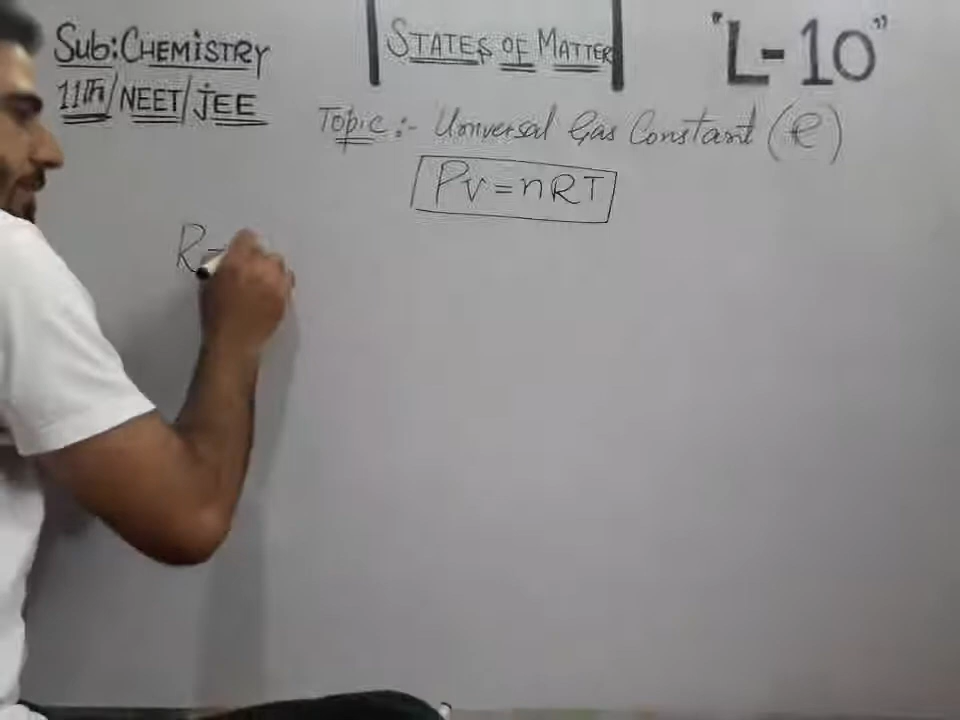 Sub: CHEMISTRY
11th/NEET/JEE
STATES OF MATTER
"L-10"
Topic:- Universal Gas Constant (R)
PV = nRT
R =